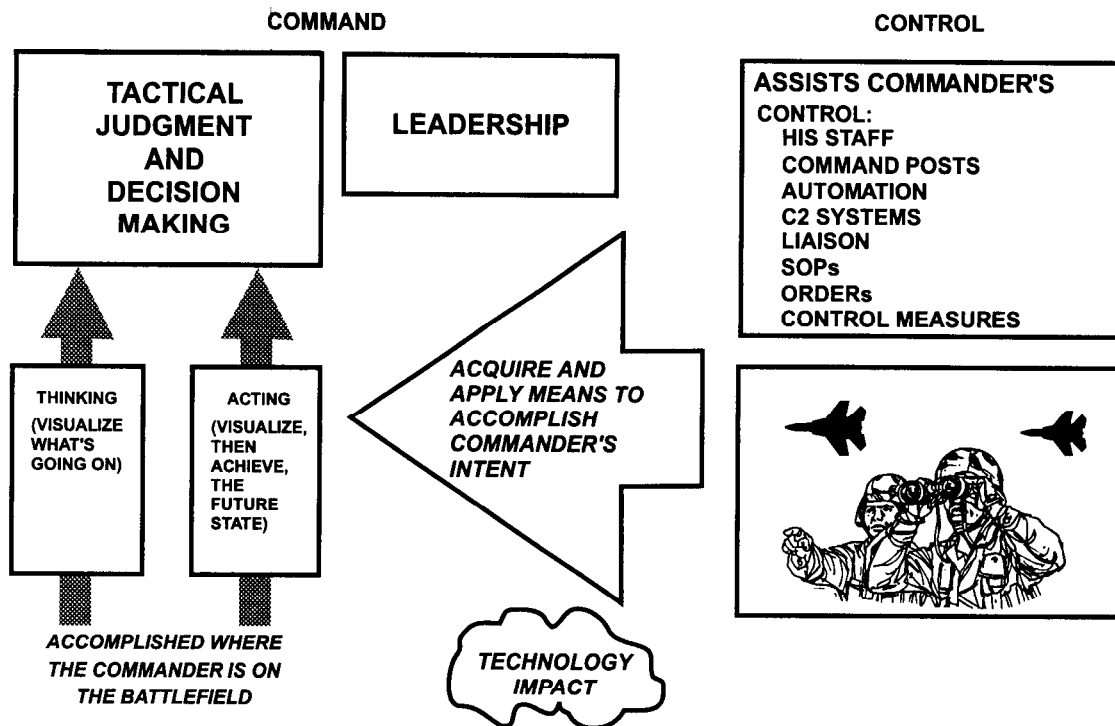 COMMAND
CONTROL
TACTICAL
JUDGMENT
AND
DECISION
MAKING
LEADERSHIP
ASSISTS COMMANDER'S
CONTROL:
HIS STAFF
COMMAND POSTS
AUTOMATION
C2 SYSTEMS
LIAISON
SOPs
ORDERs
CONTROL MEASURES
THINKING
(VISUALIZE
WHAT'S
GOING ON)
ACTING
(VISUALIZE,
THEN
ACHIEVE,
THE
FUTURE
STATE)
ACQUIRE AND
APPLY MEANS TO
ACCOMPLISH
COMMANDER'S
INTENT
ACCOMPLISHED WHERE
THE COMMANDER IS ON
THE BATTLEFIELD
TECHNOLOGY
IMPACT